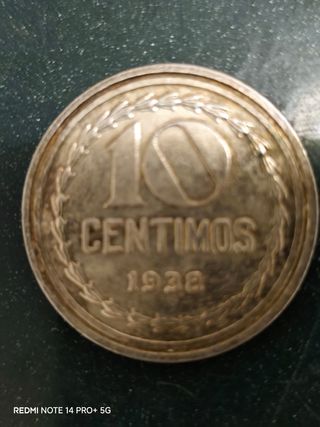 10
CENTIMOS
1938
REDMI NOTE 14 PRO+ 5G